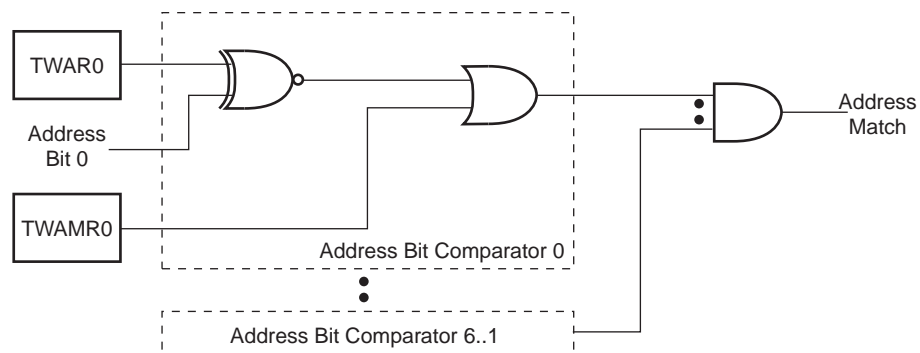 TWAR0
Address
Bit 0
TWAMR0
Address Bit Comparator 0
Address Bit Comparator 6..1
Address
Match